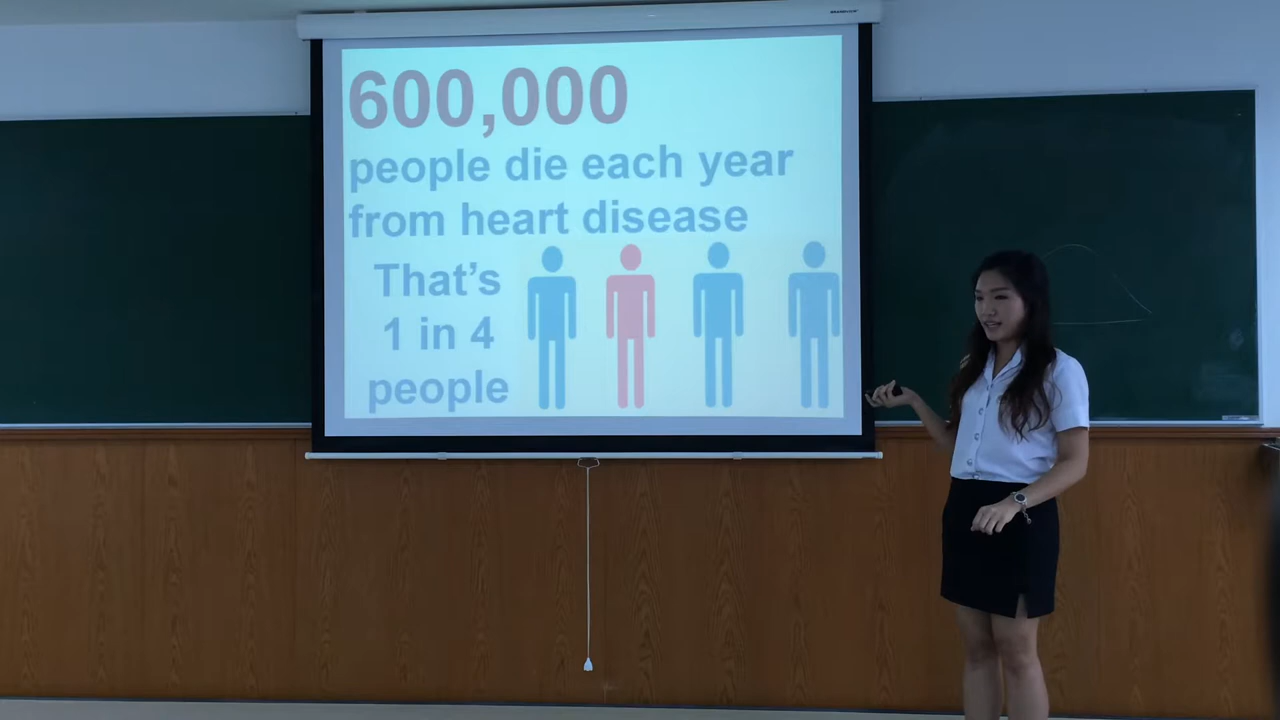 600,000
people die each year
from heart disease
That's
1 in 4
people